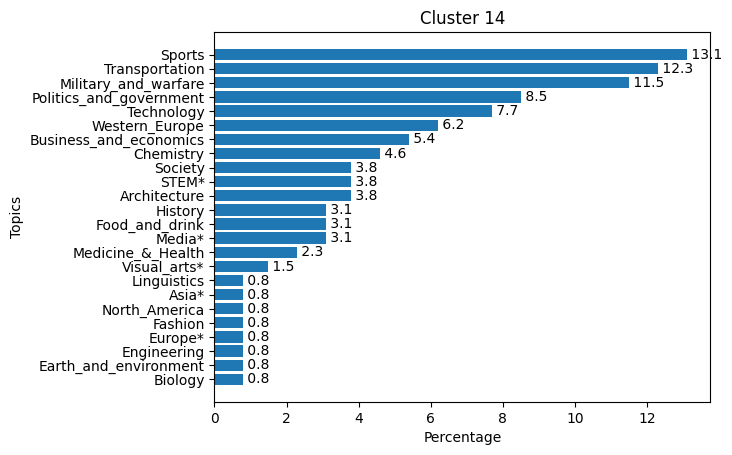 Cluster 14
Topics
Sports 13.1
Transportation 12.3
Military_and_warfare 11.5
Politics_and_government 8.5
Technology 7.7
Western_Europe 6.2
Business_and_economics 5.4
Chemistry 4.6
Society 3.8
STEM* 3.8
Architecture 3.8
History 3.1
Food_and_drink 3.1
Media* 3.1
Medicine_&_Health 2.3
Visual_arts* 1.5
Linguistics 0.8
Asia* 0.8
North_America 0.8
Fashion 0.8
Europe* 0.8
Engineering 0.8
Earth_and_environment 0.8
Biology 0.8
0 2 4 6 8 10 12
Percentage